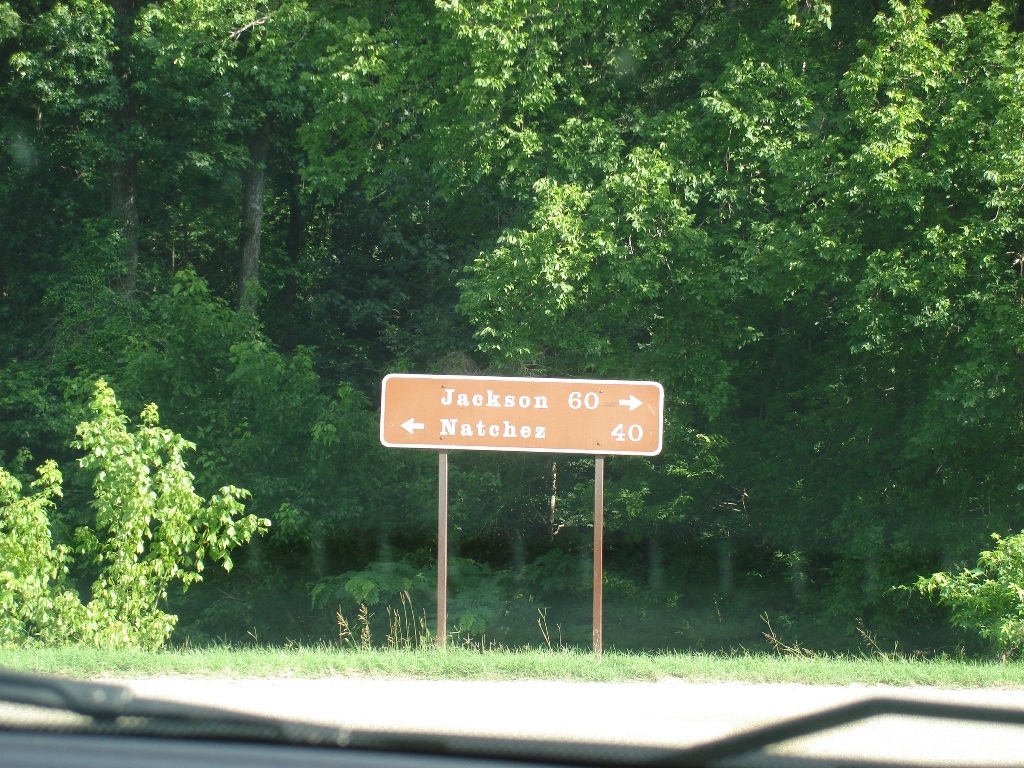 Jackson 60 →
← Natchez 40